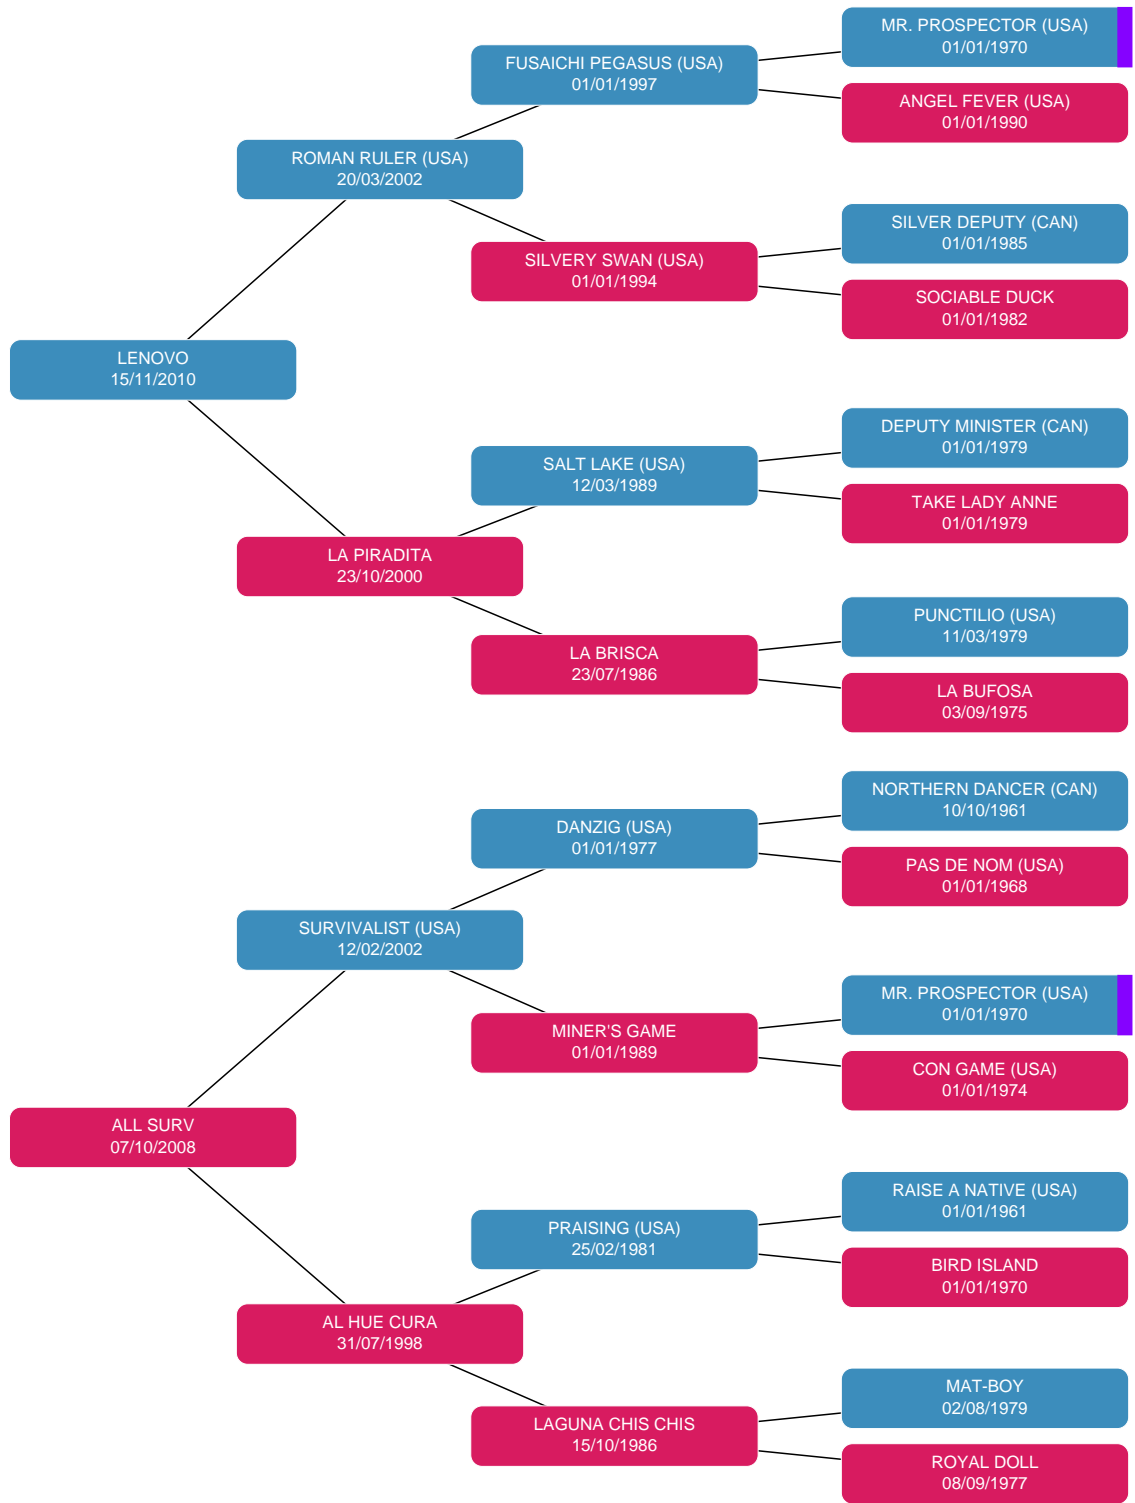 MR. PROSPECTOR (USA)
01/01/1970
FUSAICHI PEGASUS (USA)
01/01/1997
ANGEL FEVER (USA)
01/01/1990
ROMAN RULER (USA)
20/03/2002
SILVER DEPUTY (CAN)
01/01/1985
SILVERY SWAN (USA)
01/01/1994
SOCIABLE DUCK
01/01/1982
LENOVO
15/11/2010
DEPUTY MINISTER (CAN)
01/01/1979
SALT LAKE (USA)
12/03/1989
TAKE LADY ANNE
01/01/1979
LA PIRADITA
23/10/2000
PUNCTILIO (USA)
11/03/1979
LA BRISCA
23/07/1986
LA BUFOSA
03/09/1975
NORTHERN DANCER (CAN)
10/10/1961
DANZIG (USA)
01/01/1977
PAS DE NOM (USA)
01/01/1968
SURVIVALIST (USA)
12/02/2002
MR. PROSPECTOR (USA)
01/01/1970
MINER'S GAME
01/01/1989
CON GAME (USA)
01/01/1974
ALL SURV
07/10/2008
RAISE A NATIVE (USA)
01/01/1961
PRAISING (USA)
25/02/1981
BIRD ISLAND
01/01/1970
AL HUE CURA
31/07/1998
MAT-BOY
02/08/1979
LAGUNA CHIS CHIS
15/10/1986
ROYAL DOLL
08/09/1977